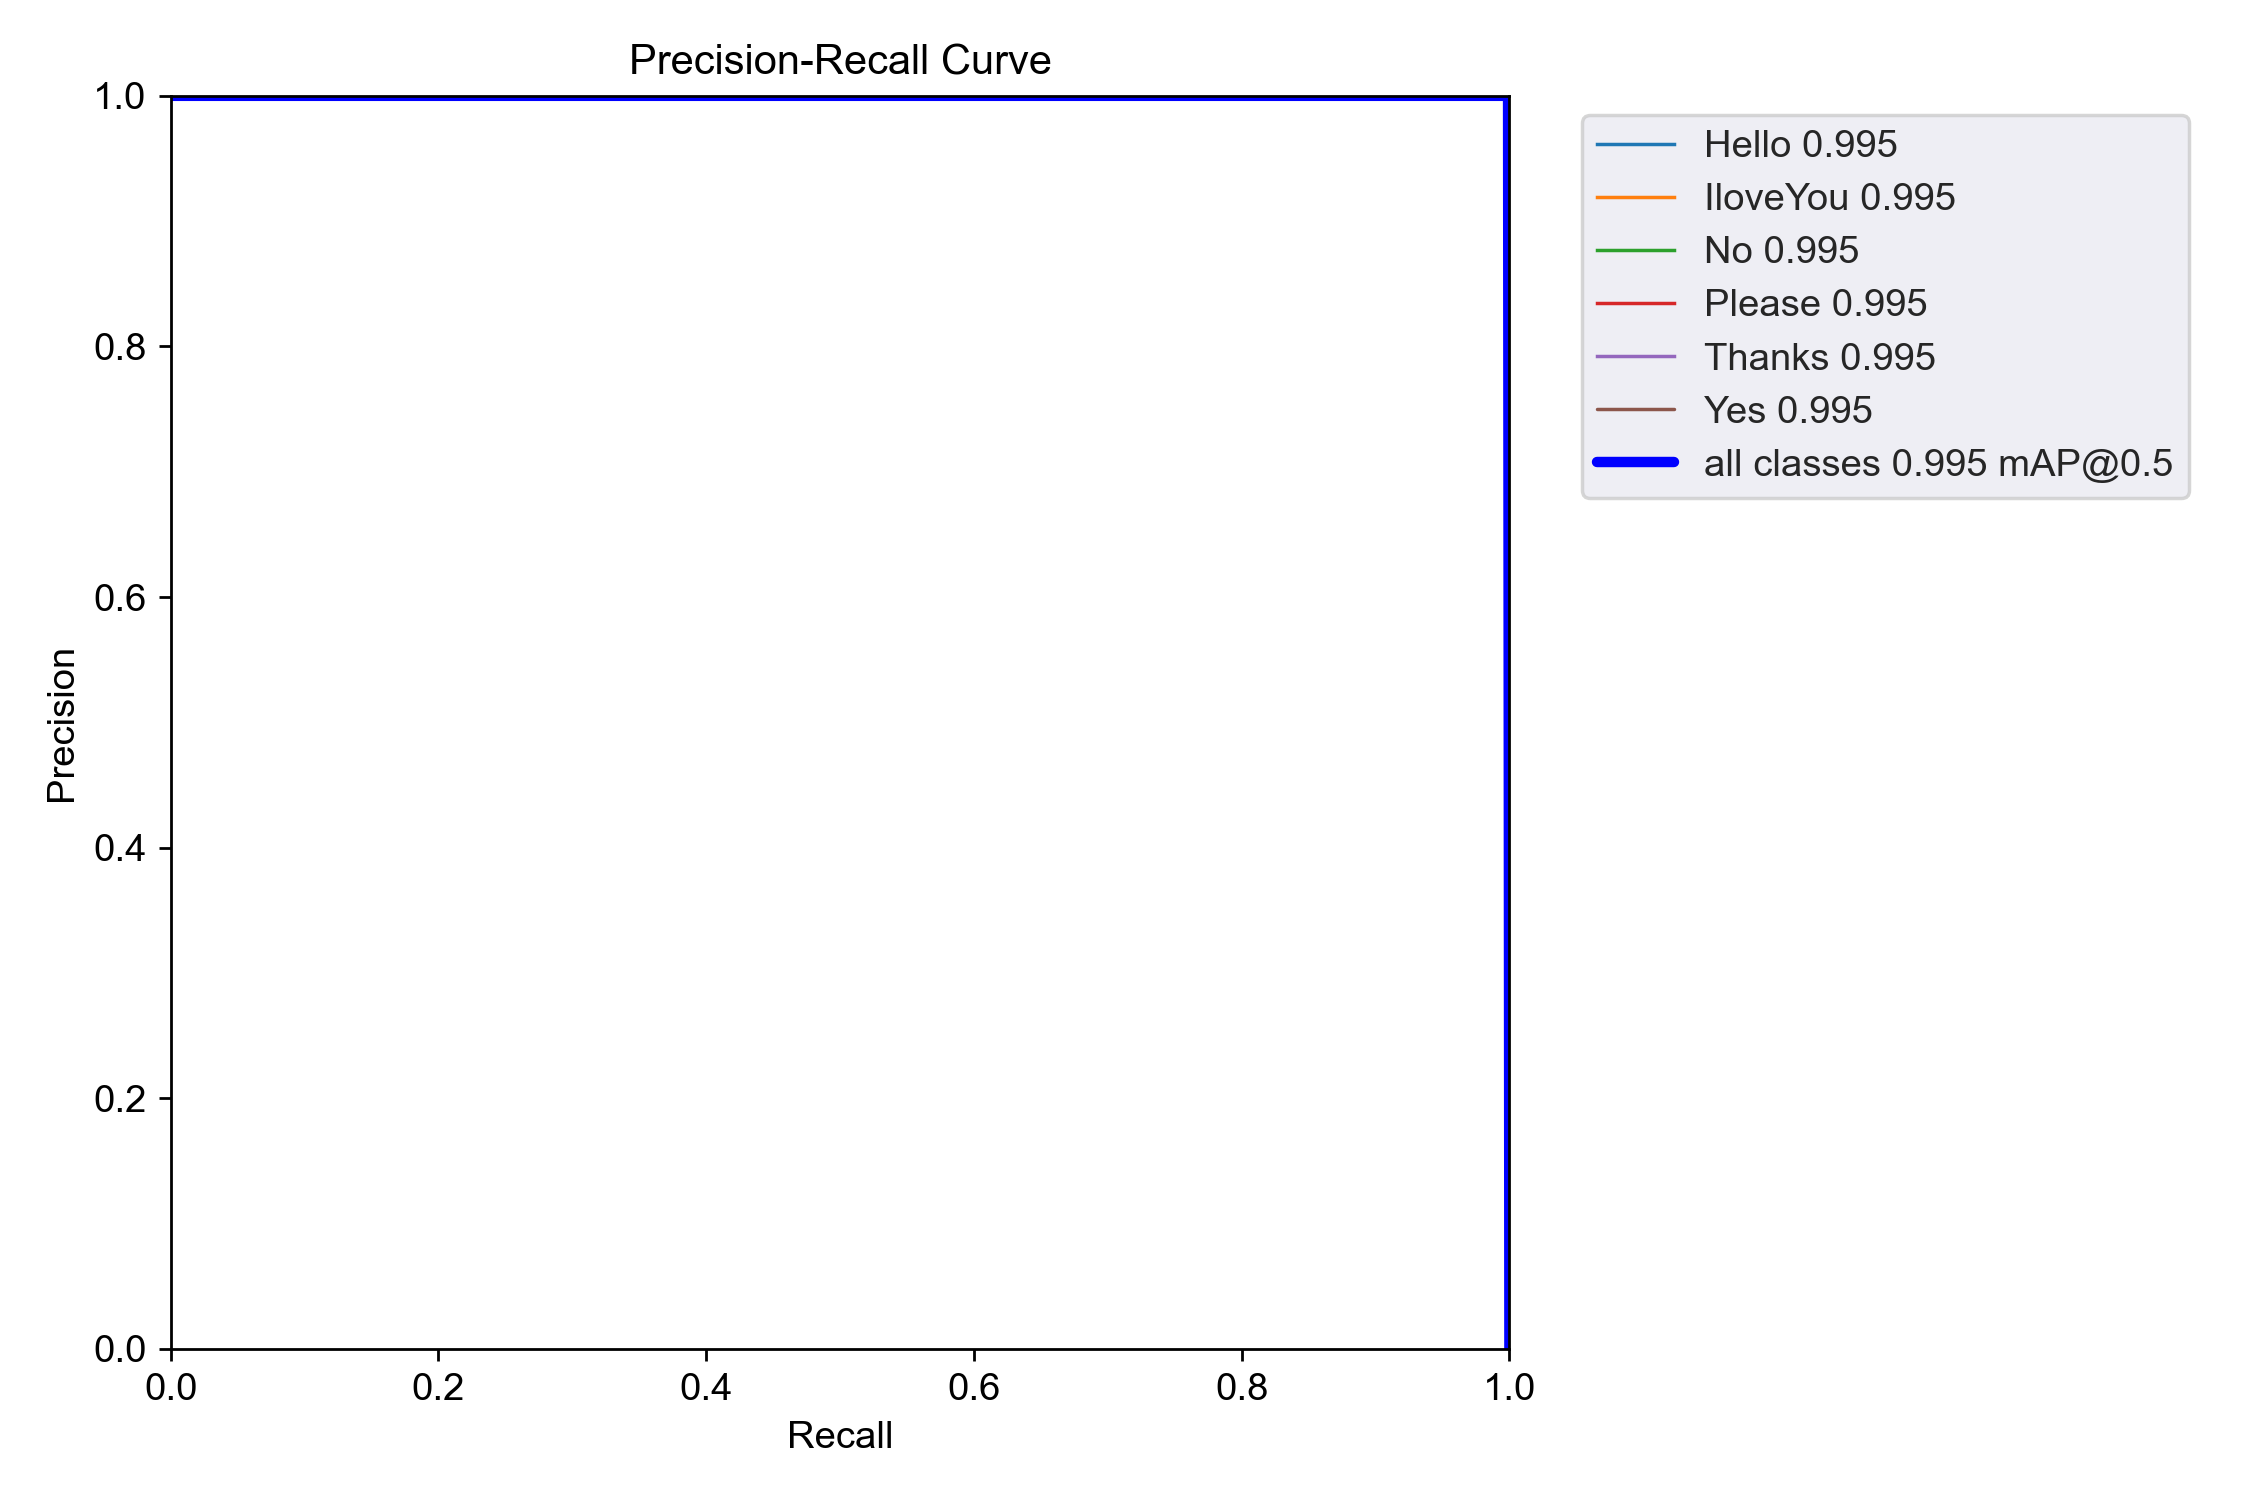 Precision-Recall Curve
1.0
0.8
0.6
0.4
0.2
0.0
Precision
0.0 0.2 0.4 0.6 0.8 1.0
Recall
Hello 0.995
IloveYou 0.995
No 0.995
Please 0.995
Thanks 0.995
Yes 0.995
all classes 0.995 mAP@0.5